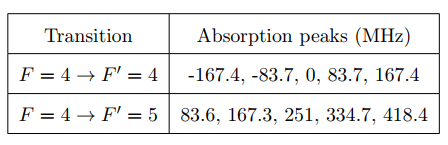 Transition Absorption peaks (MHz)
F = 4 → F′ = 4 -167.4, -83.7, 0, 83.7, 167.4
F = 4 → F′ = 5 83.6, 167.3, 251, 334.7, 418.4